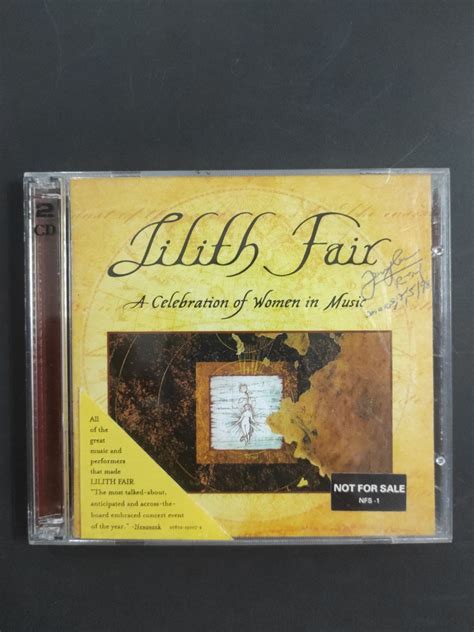 2
CD
Lilith Fair
A Celebration of Women in Music
All
of the
great
music and
performers
that made
LILITH FAIR
"The most talked-about,
anticipated and across-the-
board embraced concert event
of the year." -Newsweek
NOT FOR SALE
NFS -1